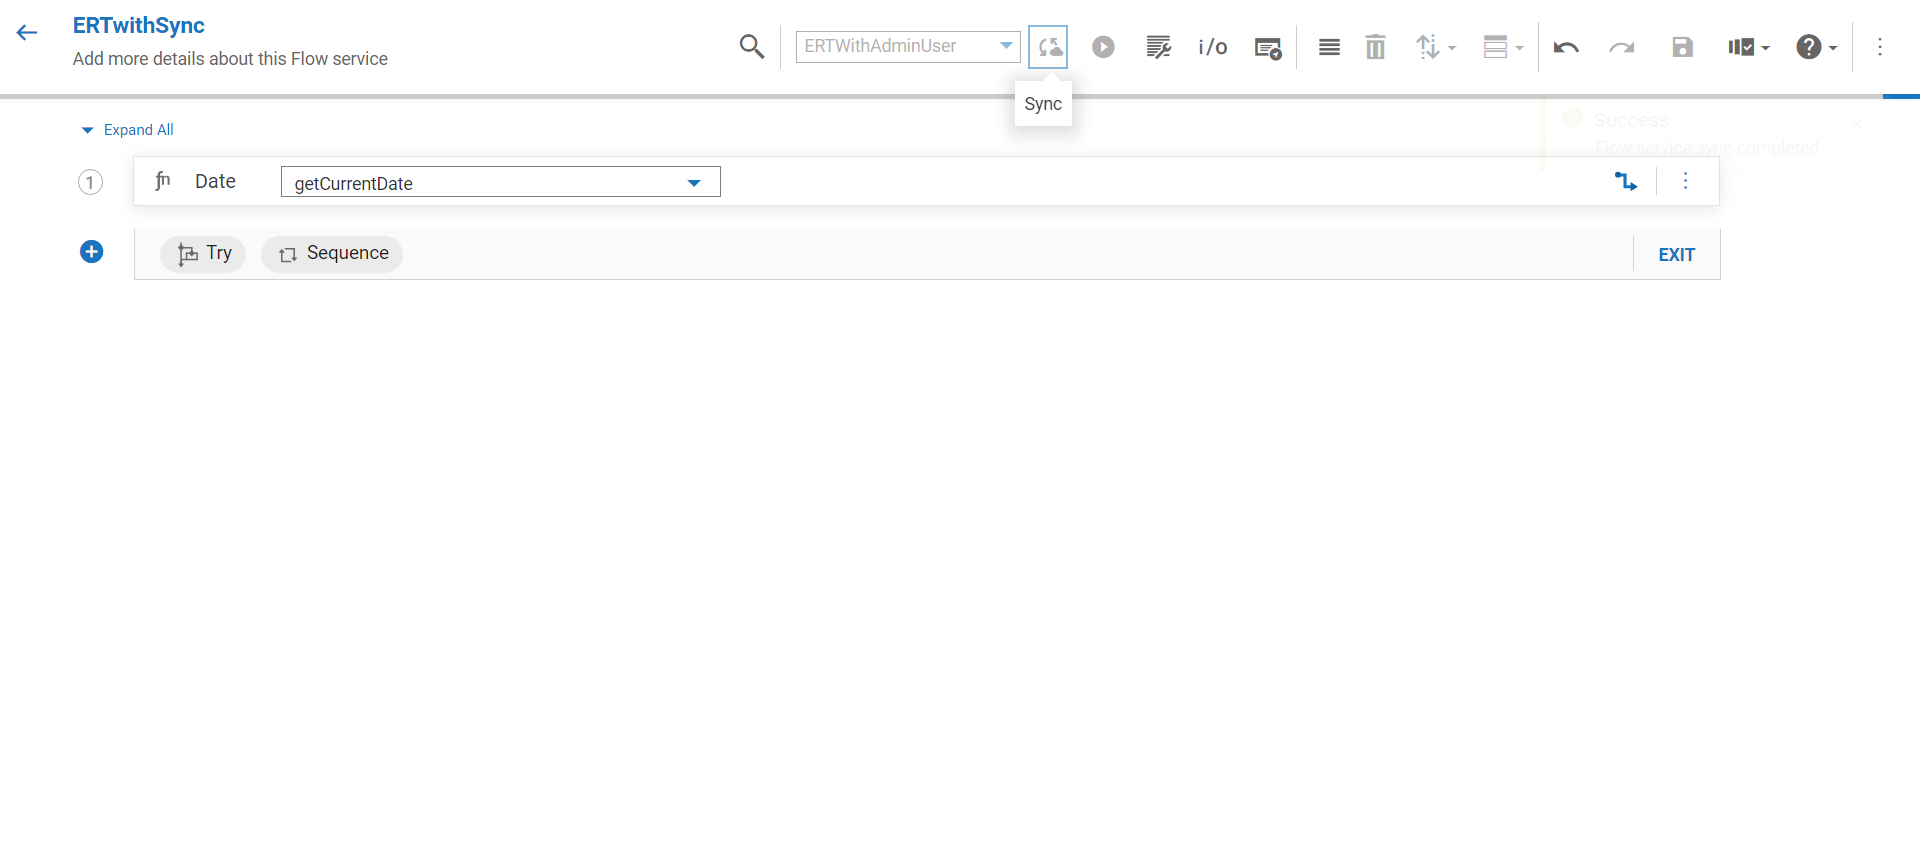 ERTwithSync
Add more details about this Flow service
ERTWithAdminUser
i/o
Sync
Success
Flow service sync completed
Expand All
1
fn
Date
getCurrentDate
Try
Sequence
EXIT